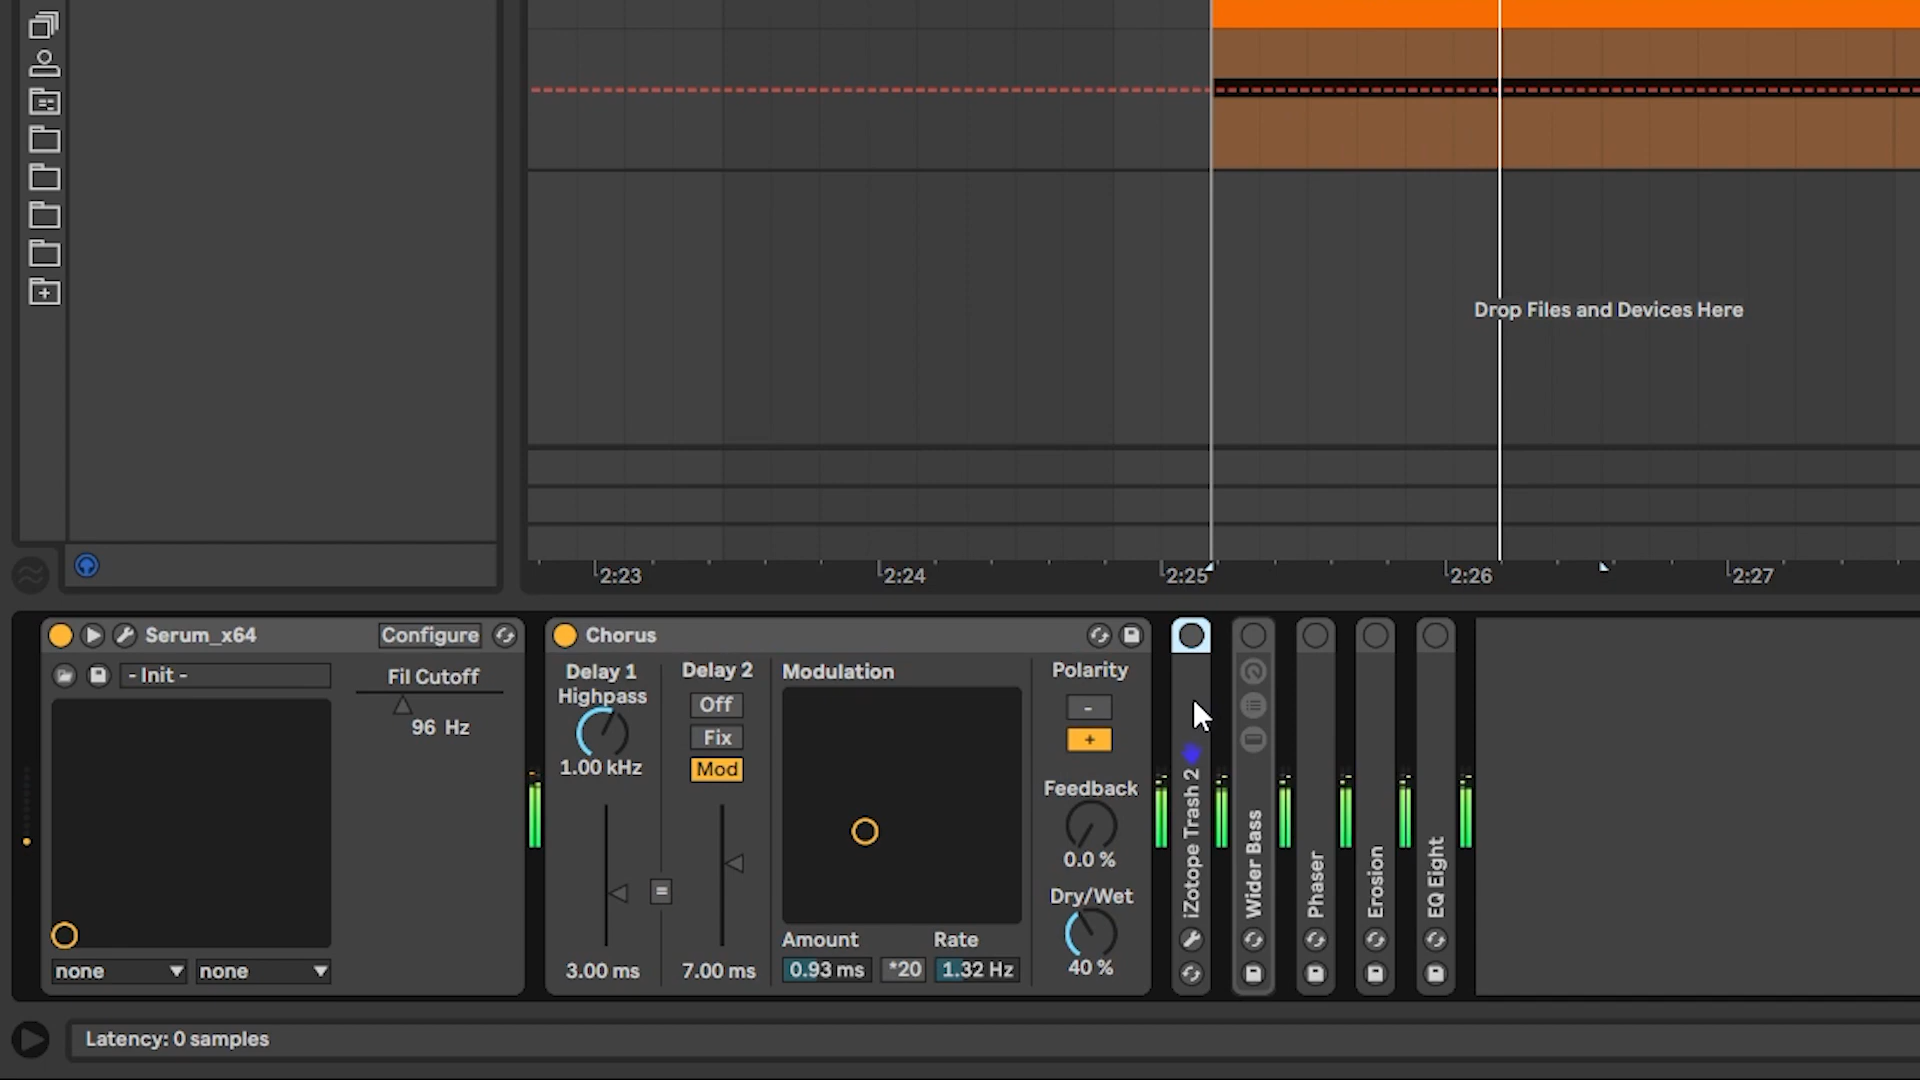 Drop Files and Devices Here
2:23
2:24
2:25
2:26
2:27
Serum_x64
Configure
- Init -
Fil Cutoff
96 Hz
none
none
Chorus
Delay 1
Highpass
1.00 kHz
3.00 ms
=
Delay 2
Off
Fix
Mod
7.00 ms
Modulation
Amount
Rate
0.93 ms
*20
1.32 Hz
Polarity
-
+
Feedback
0.0 %
Dry/Wet
40 %
iZotope Trash 2
Wider Bass
Phaser
Erosion
EQ Eight
Latency: 0 samples